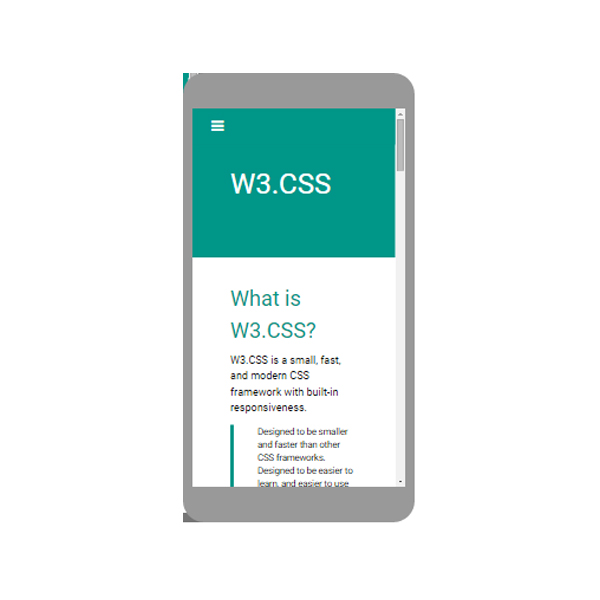 W3.CSS
What is
W3.CSS?
W3.CSS is a small, fast,
and modern CSS
framework with built-in
responsiveness.
Designed to be smaller
and faster than other
CSS frameworks.
Designed to be easier to
learn, and easier to use